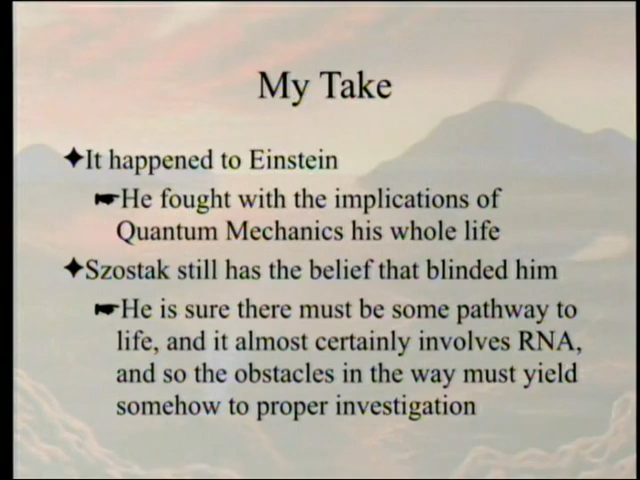 My Take
✦It happened to Einstein
☛He fought with the implications of
Quantum Mechanics his whole life
✦Szostak still has the belief that blinded him
☛He is sure there must be some pathway to
life, and it almost certainly involves RNA,
and so the obstacles in the way must yield
somehow to proper investigation